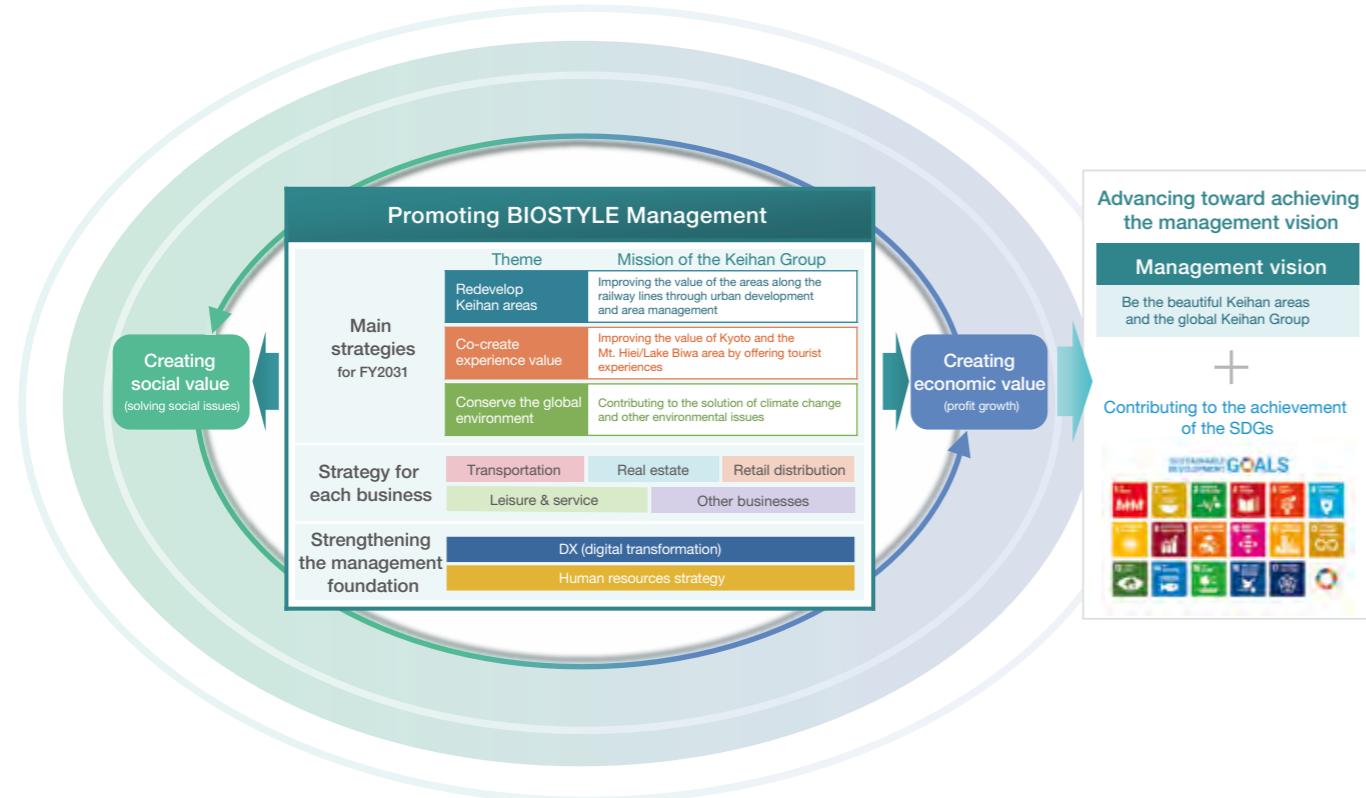 Promoting BIOSTYLE Management
Theme
Mission of the Keihan Group
Main
strategies
for FY2031
Redevelop
Keihan areas
Improving the value of the areas along the
railway lines through urban development
and area management
Co-create
experience value
Improving the value of Kyoto and the
Mt. Hiei/Lake Biwa area by offering tourist
experiences
Conserve the global
environment
Contributing to the solution of climate change
and other environmental issues
Strategy for
each business
Transportation
Real estate
Retail distribution
Leisure & service
Other businesses
Strengthening
the management
foundation
DX (digital transformation)
Human resources strategy
Creating
social value
(solving social issues)
Creating
economic value
(profit growth)
Advancing toward achieving
the management vision
Management vision
Be the beautiful Keihan areas
and the global Keihan Group
+
Contributing to the achievement
of the SDGs
SUSTAINABLE
DEVELOPMENT GOALS